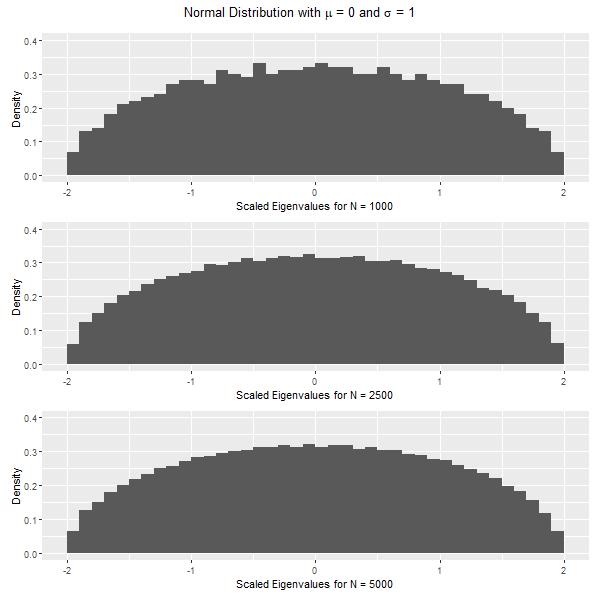 Normal Distribution with μ = 0 and σ = 1
0.4
0.3
0.2
0.1
0.0
Density
-2 -1 0 1 2
Scaled Eigenvalues for N = 1000
0.4
0.3
0.2
0.1
0.0
Density
-2 -1 0 1 2
Scaled Eigenvalues for N = 2500
0.4
0.3
0.2
0.1
0.0
Density
-2 -1 0 1 2
Scaled Eigenvalues for N = 5000